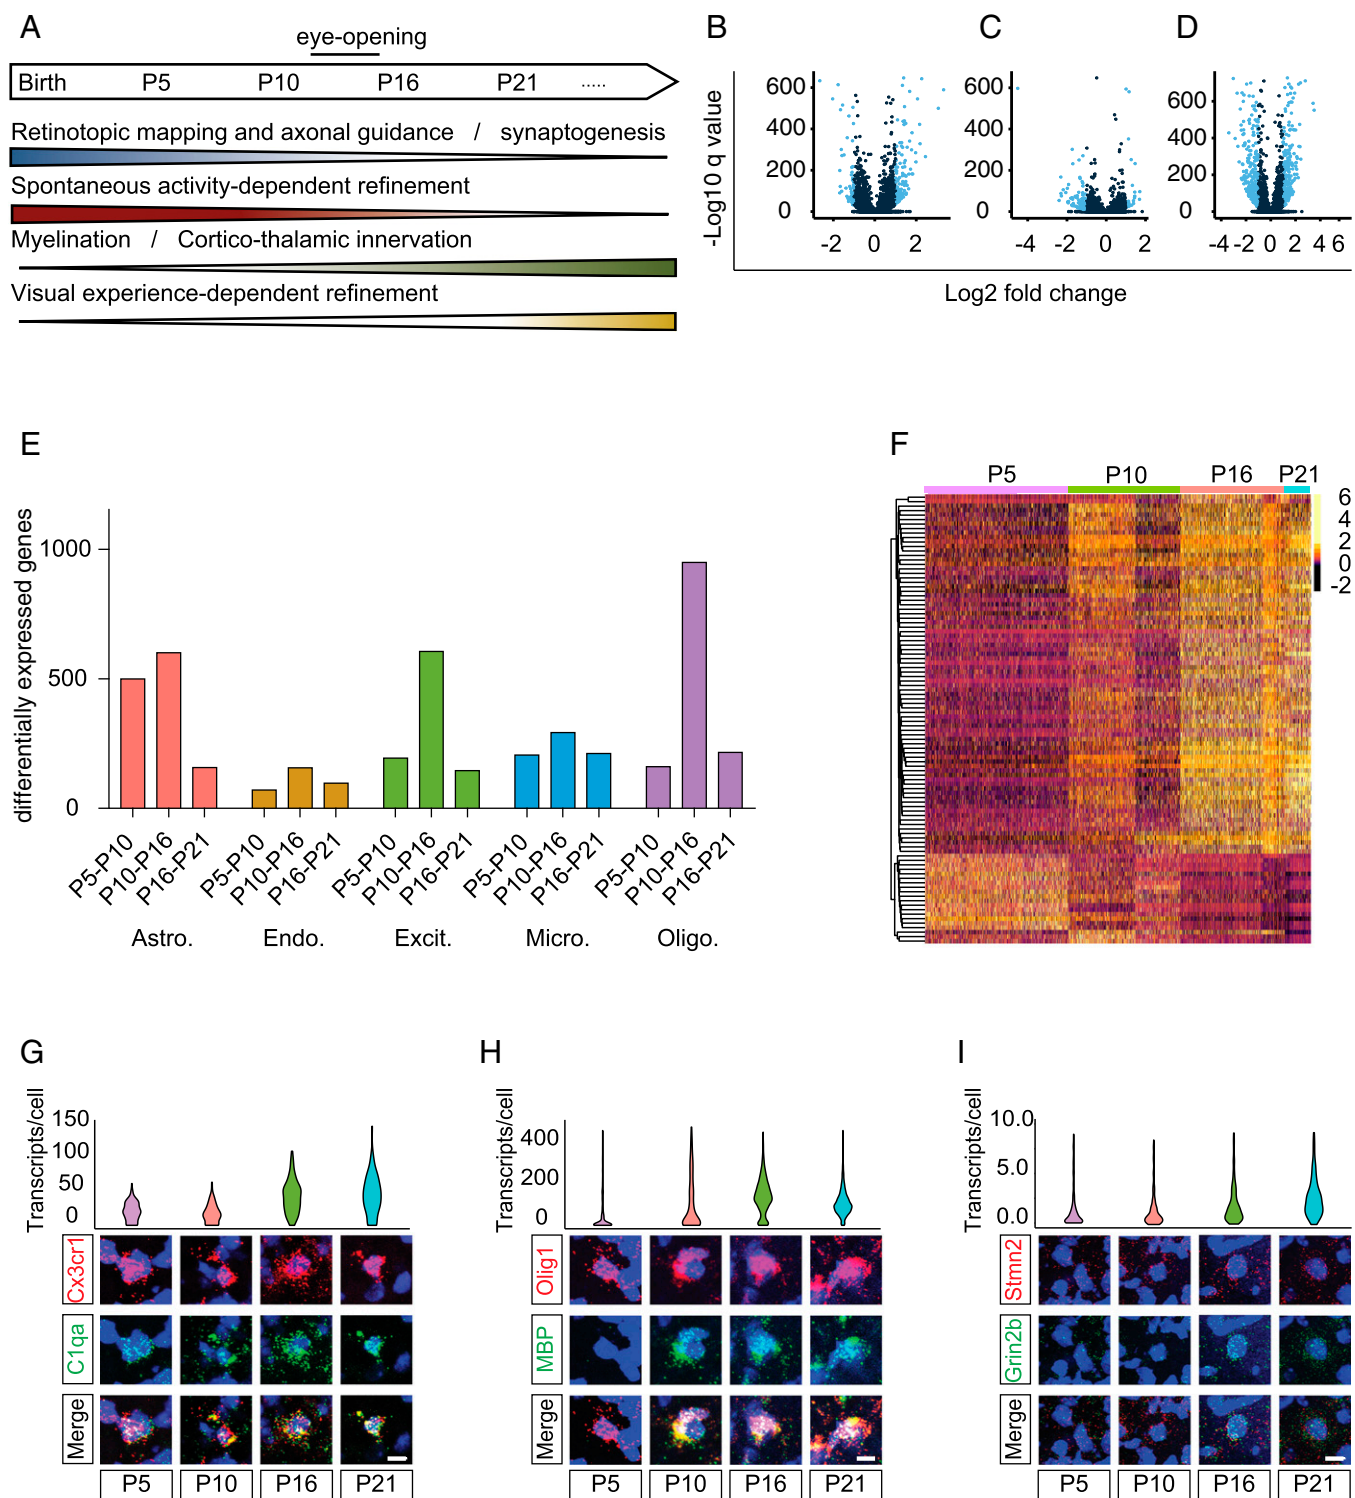 A
eye-opening
Birth P5 P10 P16 P21 .....
Retinotopic mapping and axonal guidance / synaptogenesis
Spontaneous activity-dependent refinement
Myelination / Cortico-thalamic innervation
Visual experience-dependent refinement
B C D
-Log10 q value
600 400 200 0
-2 0 2
600 400 200 0
-4 -2 0 2
600 400 200 0
-4 -2 0 2 4 6
Log2 fold change
E
differentially expressed genes
1000
500
0
P5-P10 P10-P16 P16-P21 P5-P10 P10-P16 P16-P21 P5-P10 P10-P16 P16-P21 P5-P10 P10-P16 P16-P21 P5-P10 P10-P16 P16-P21
Astro. Endo. Excit. Micro. Oligo.
F
P5 P10 P16 P21
6
4
2
0
-2
G
Transcripts/cell
150
100
50
0
Cx3cr1
C1qa
Merge
P5 P10 P16 P21
H
Transcripts/cell
400
200
0
Olig1
MBP
Merge
P5 P10 P16 P21
I
Transcripts/cell
10.0
5.0
0.0
Stmn2
Grin2b
Merge
P5 P10 P16 P21